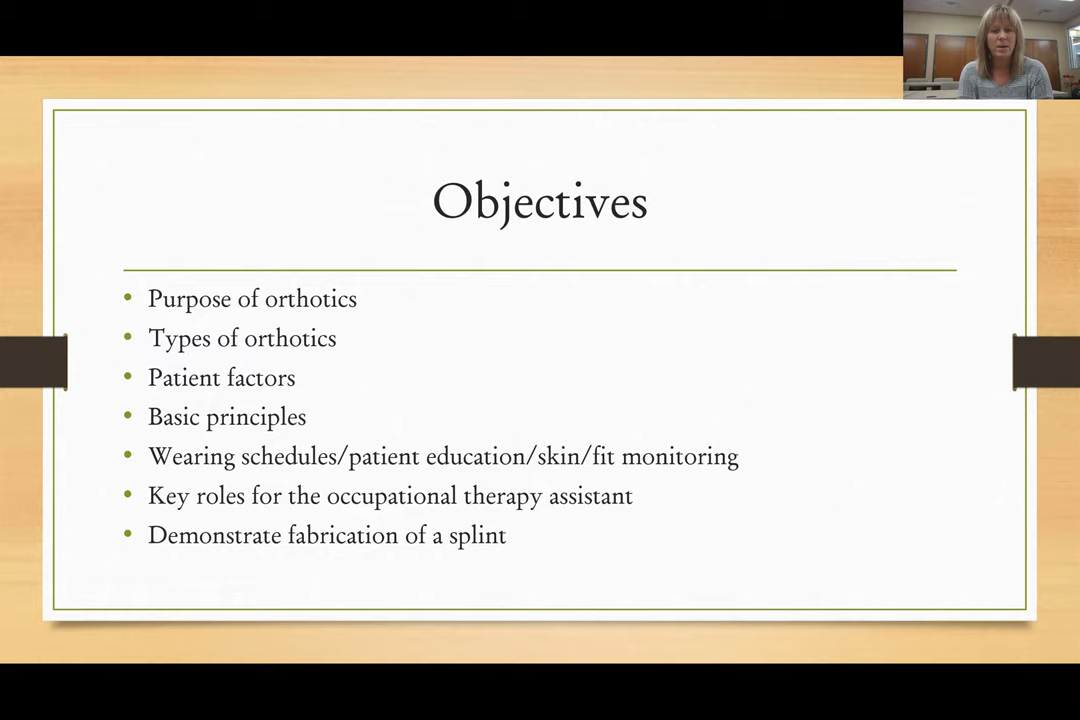 Objectives
• Purpose of orthotics
• Types of orthotics
• Patient factors
• Basic principles
• Wearing schedules/patient education/skin/fit monitoring
• Key roles for the occupational therapy assistant
• Demonstrate fabrication of a splint